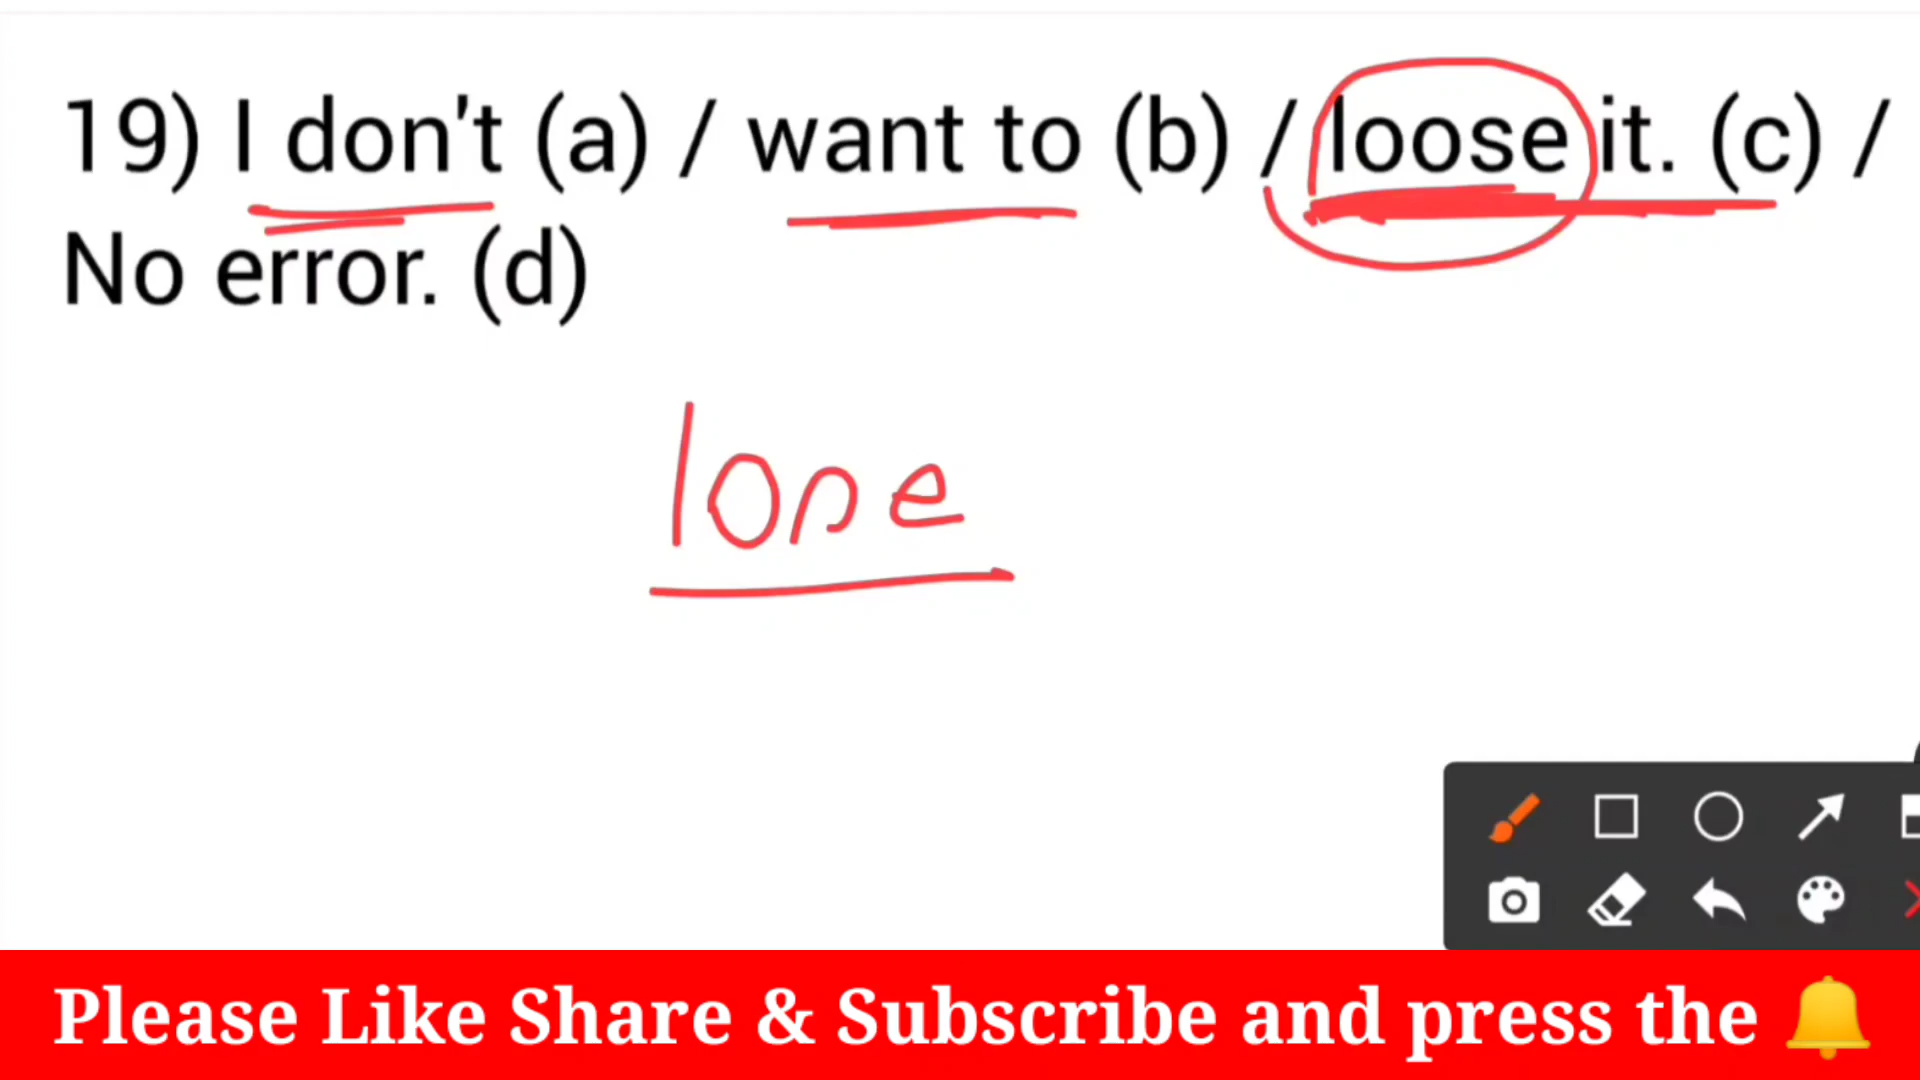 19) I don't (a) / want to (b) / loose it. (c) /
No error. (d)
lose
Please Like Share & Subscribe and press the 🔔